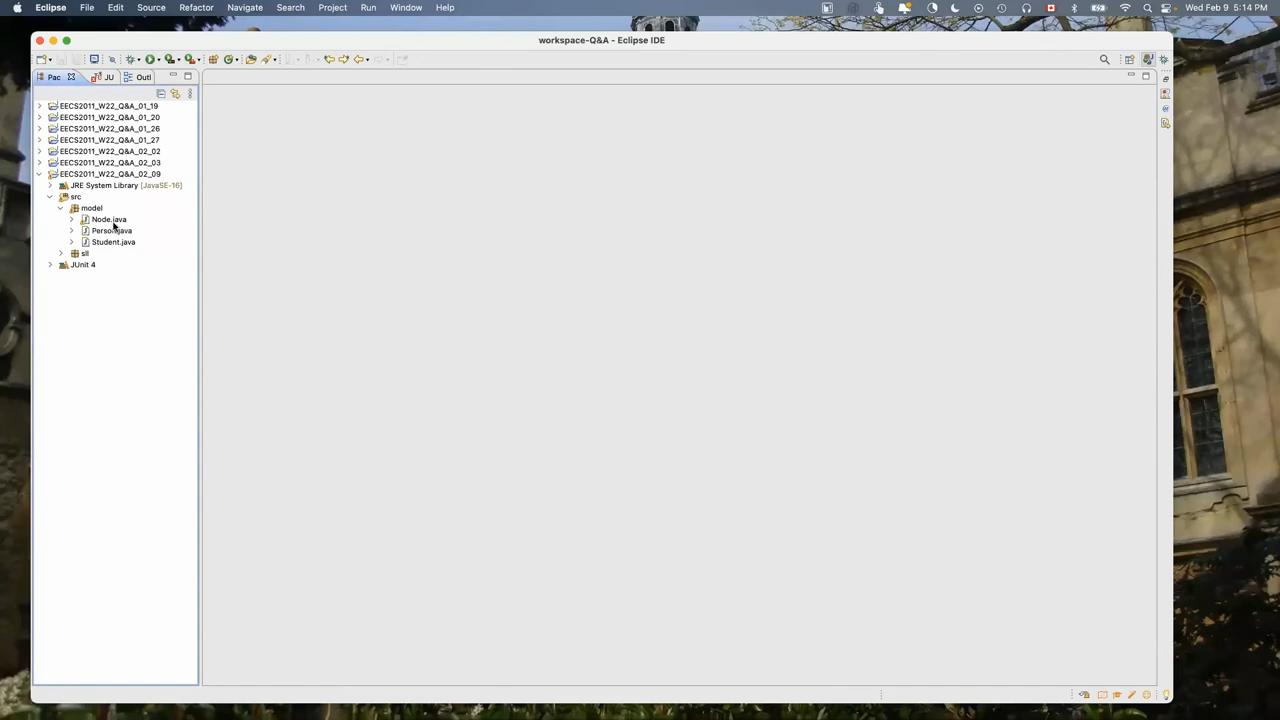 Eclipse File Edit Source Refactor Navigate Search Project Run Window Help Wed Feb 9 5:14 PM
workspace-Q&A - Eclipse IDE
Pac JU Outl
EECS2011_W22_Q&A_01_19
EECS2011_W22_Q&A_01_20
EECS2011_W22_Q&A_01_26
EECS2011_W22_Q&A_01_27
EECS2011_W22_Q&A_02_02
EECS2011_W22_Q&A_02_03
EECS2011_W22_Q&A_02_09
JRE System Library [JavaSE-16]
src
model
Node.java
Person.java
Student.java
sll
JUnit 4